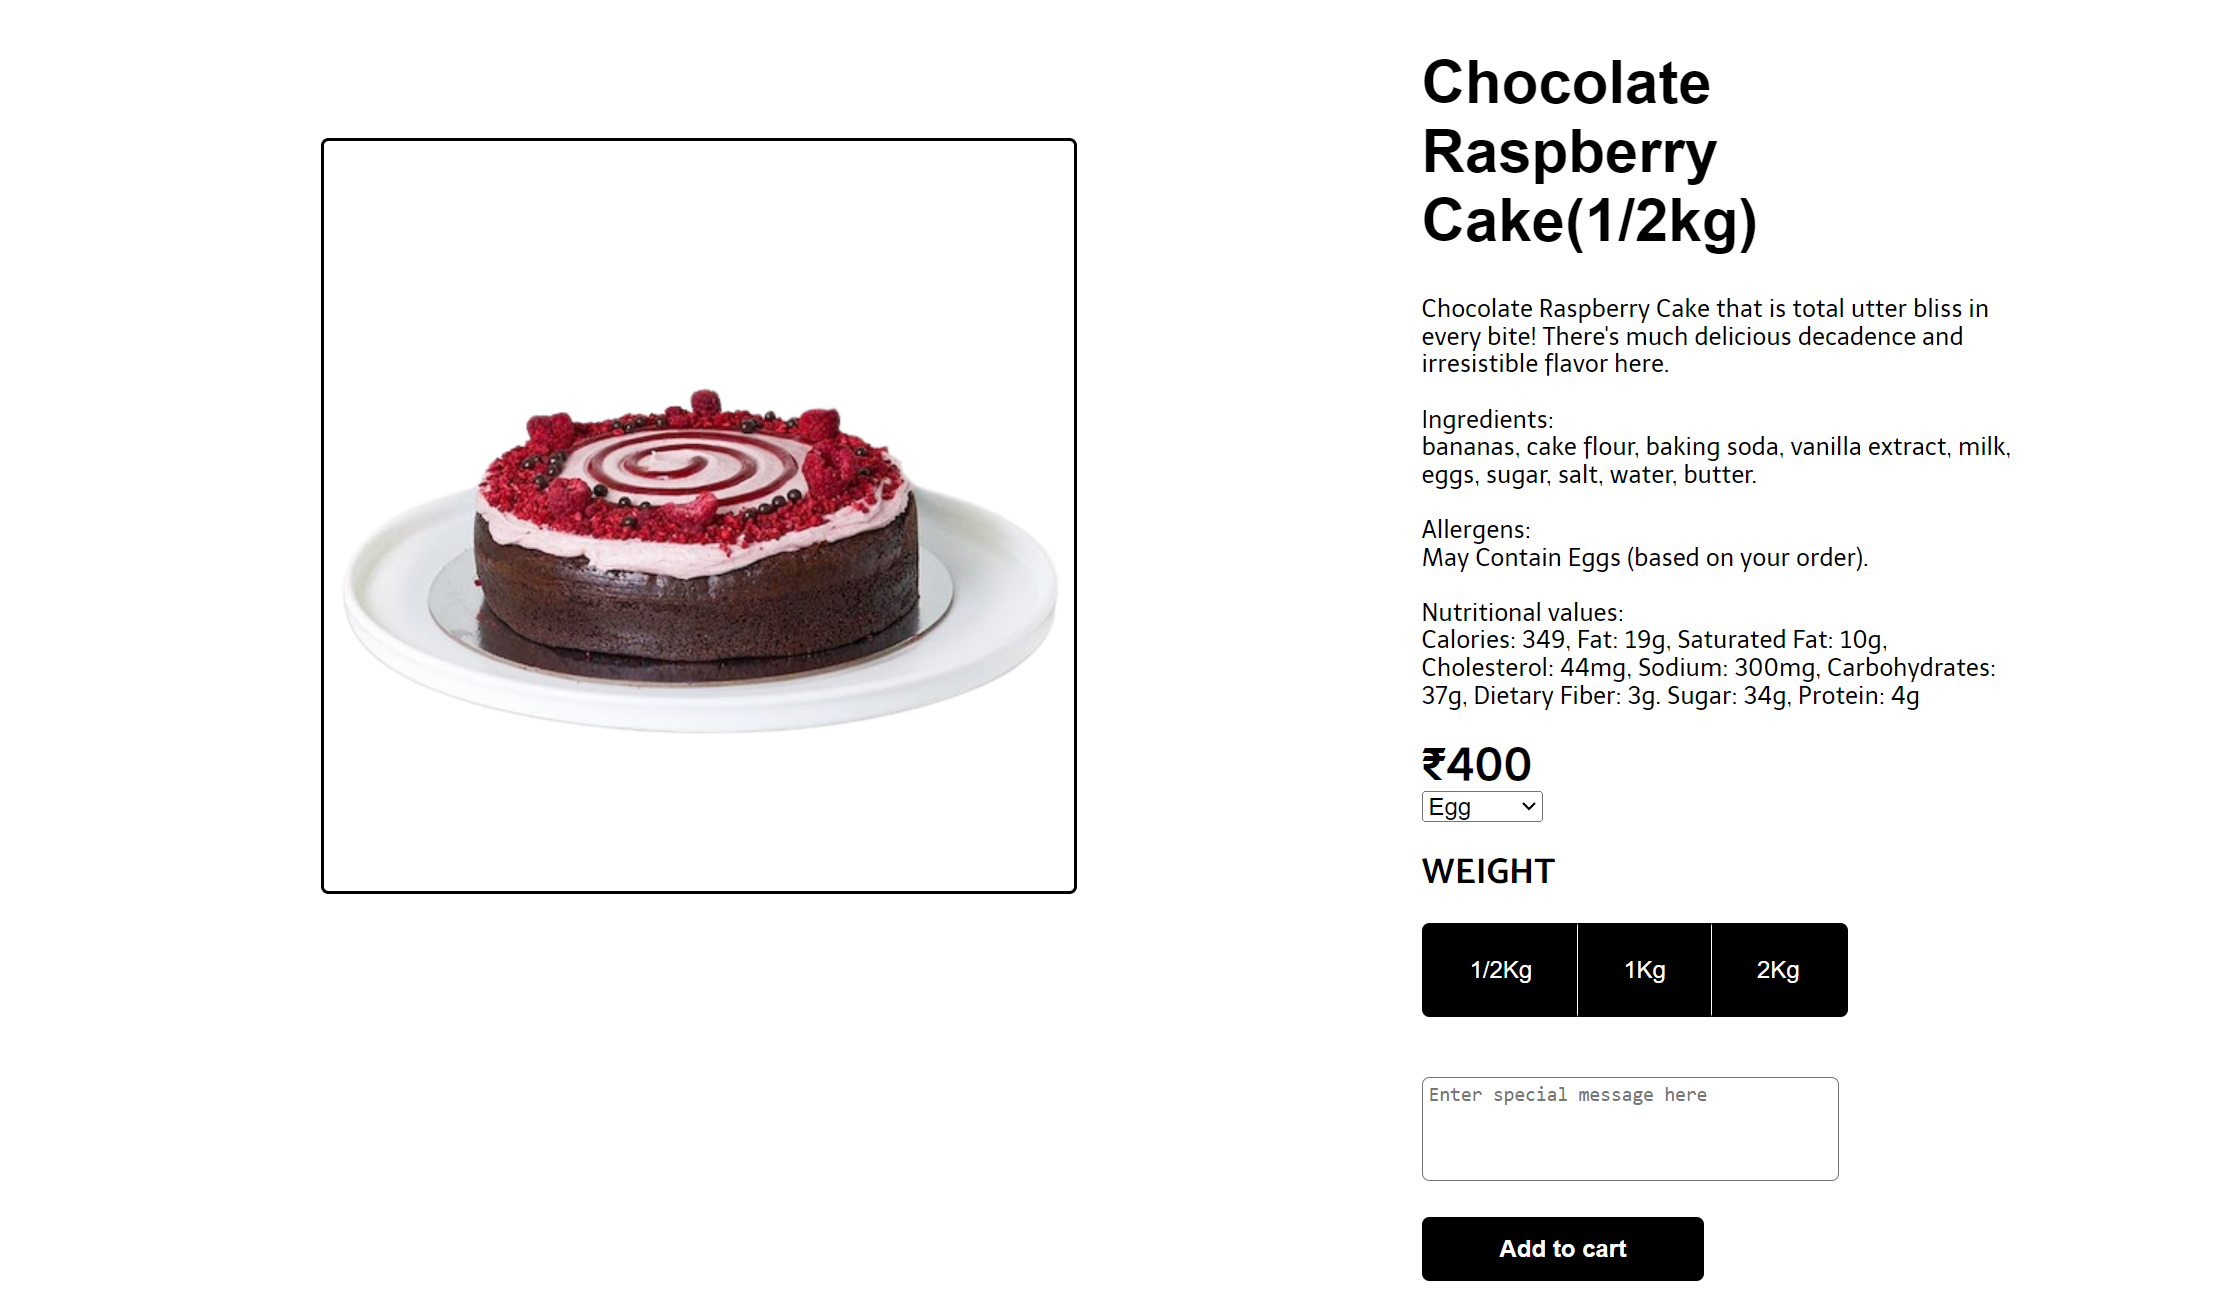 Chocolate
Raspberry
Cake(1/2kg)
Chocolate Raspberry Cake that is total utter bliss in
every bite! There's much delicious decadence and
irresistible flavor here.
Ingredients:
bananas, cake flour, baking soda, vanilla extract, milk,
eggs, sugar, salt, water, butter.
Allergens:
May Contain Eggs (based on your order).
Nutritional values:
Calories: 349, Fat: 19g, Saturated Fat: 10g,
Cholesterol: 44mg, Sodium: 300mg, Carbohydrates:
37g, Dietary Fiber: 3g. Sugar: 34g, Protein: 4g
₹400
Egg
WEIGHT
1/2Kg 1Kg 2Kg
Enter special message here
Add to cart